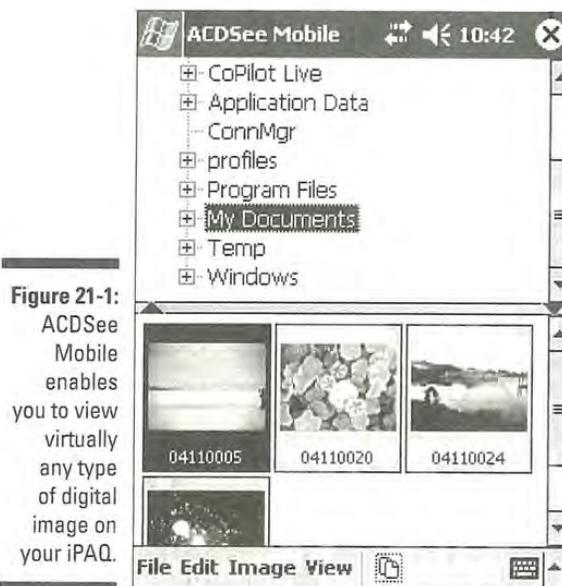 ACDSee Mobile 10:42
CoPilot Live
Application Data
ConnMgr
profiles
Program Files
My Documents
Temp
Windows
04110005 04110020 04110024
File Edit Image View
Figure 21-1:
ACDSee
Mobile
enables
you to view
virtually
any type
of digital
image on
your iPAQ.